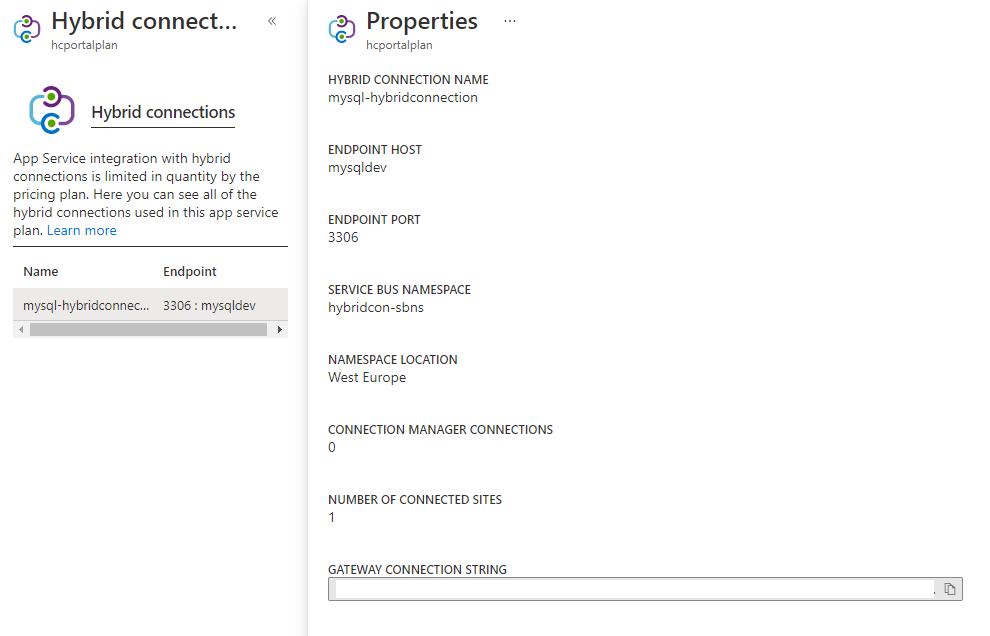 Hybrid connect...
«
hcportalplan
Hybrid connections
App Service integration with hybrid
connections is limited in quantity by the
pricing plan. Here you can see all of the
hybrid connections used in this app service
plan. Learn more
Name Endpoint
mysql-hybridconnec... 3306 : mysqldev
Properties ...
hcportalplan
HYBRID CONNECTION NAME
mysql-hybridconnection
ENDPOINT HOST
mysqldev
ENDPOINT PORT
3306
SERVICE BUS NAMESPACE
hybridcon-sbns
NAMESPACE LOCATION
West Europe
CONNECTION MANAGER CONNECTIONS
0
NUMBER OF CONNECTED SITES
1
GATEWAY CONNECTION STRING